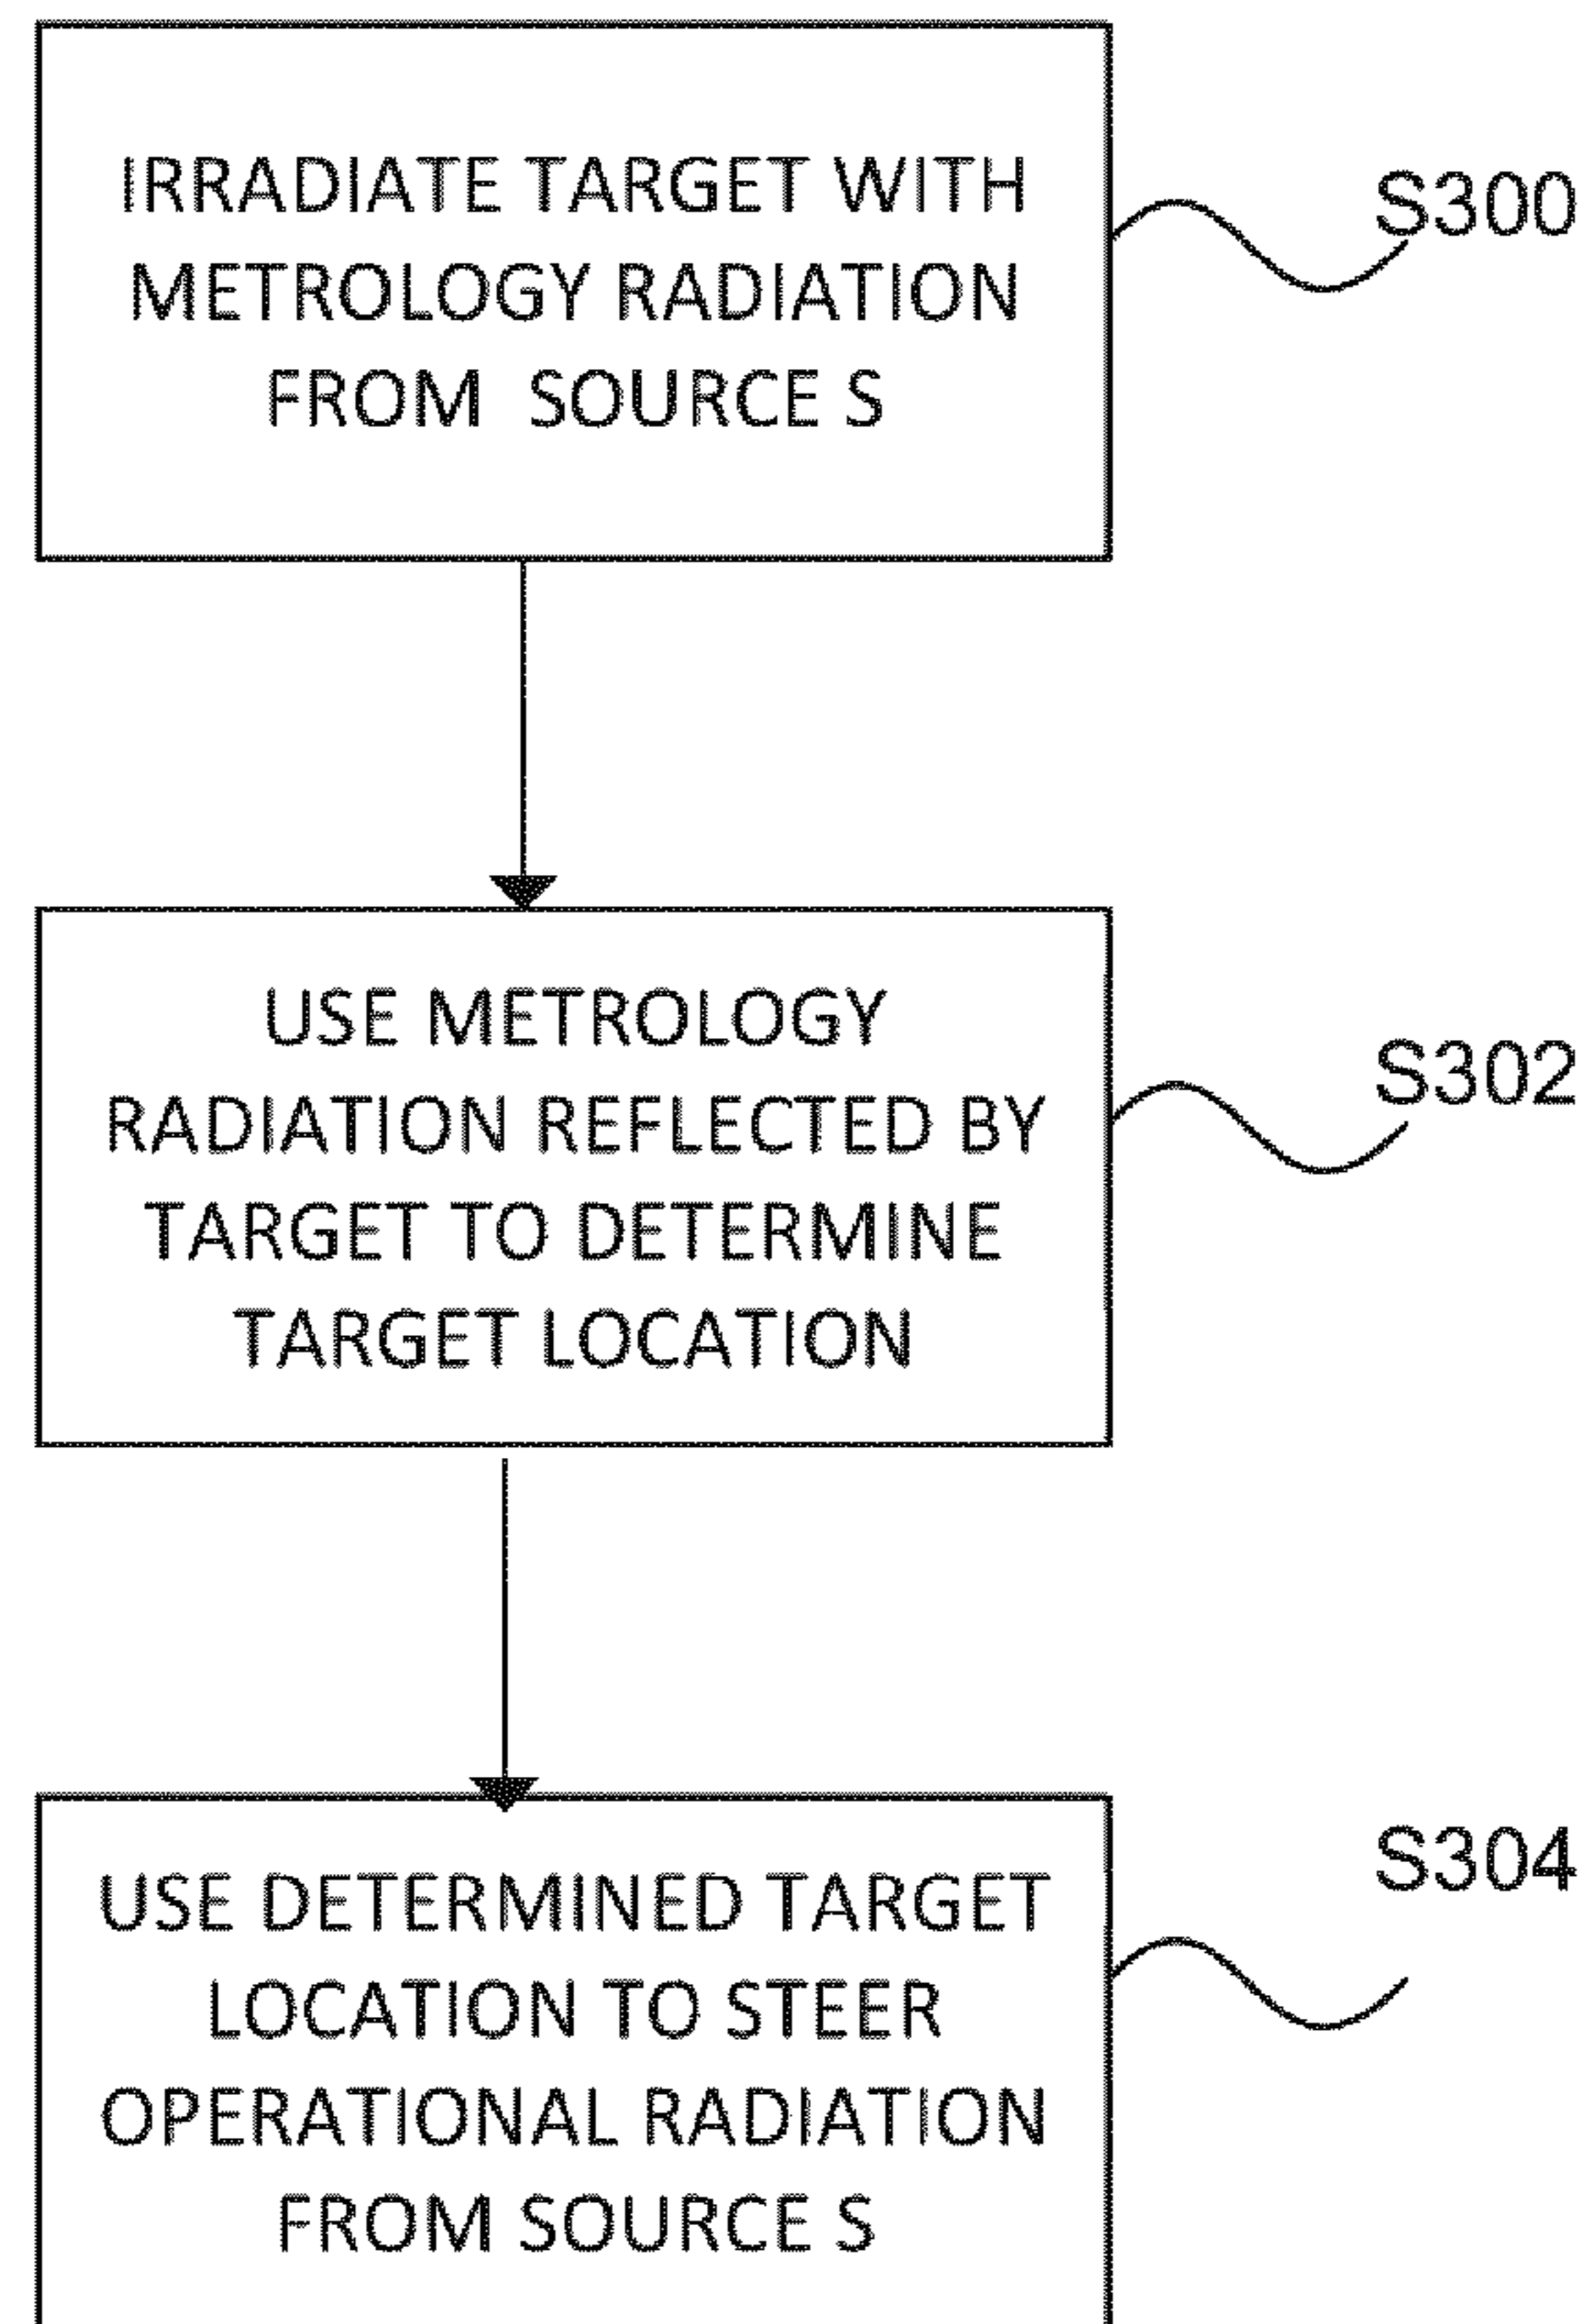 IRRADIATE TARGET WITH
METROLOGY RADIATION
FROM SOURCE S
S300
USE METROLOGY
RADIATION REFLECTED BY
TARGET TO DETERMINE
TARGET LOCATION
S302
USE DETERMINED TARGET
LOCATION TO STEER
OPERATIONAL RADIATION
FROM SOURCE S
S304